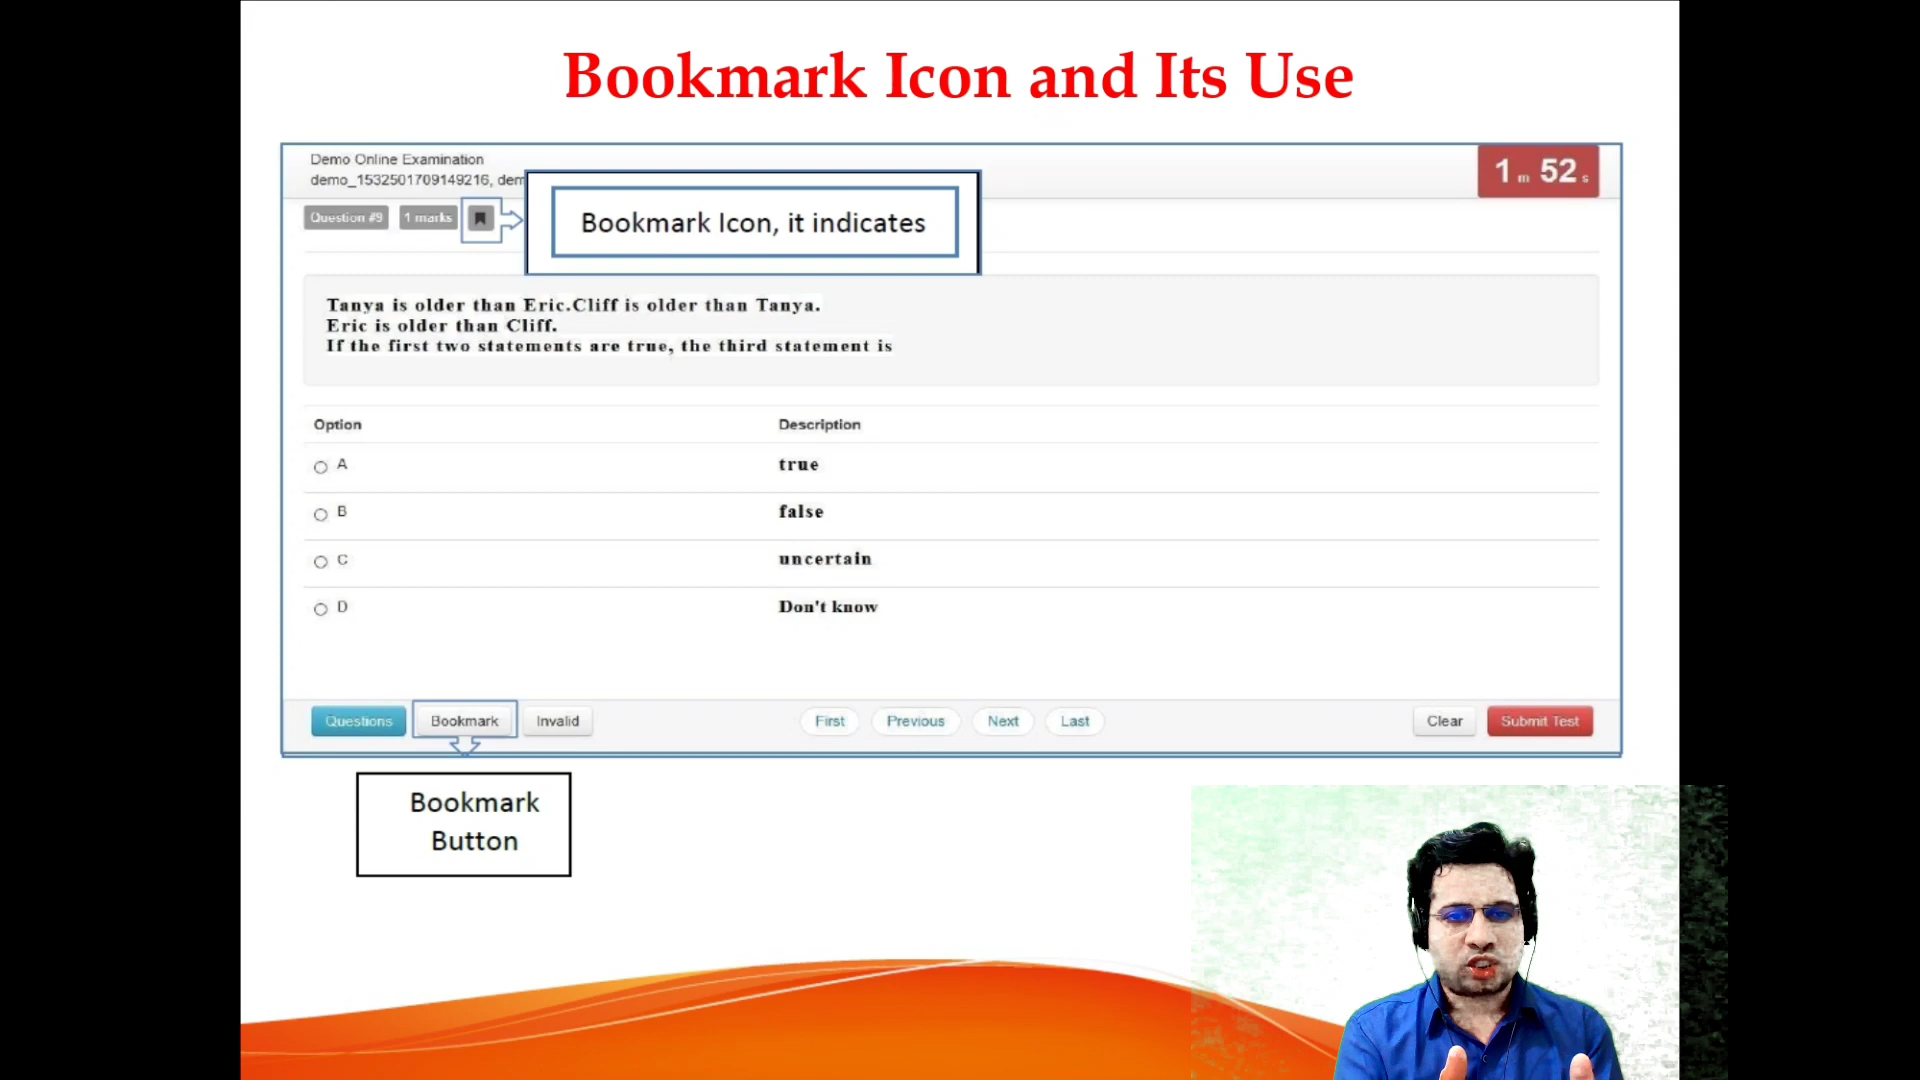 Bookmark Icon and Its Use
Demo Online Examination
demo_1532501709149216, dem
1 m 52 s
Question #9
1 marks
Bookmark Icon, it indicates
Tanya is older than Eric.Cliff is older than Tanya.
Eric is older than Cliff.
If the first two statements are true, the third statement is
Option Description
A true
B false
C uncertain
D Don't know
Questions Bookmark Invalid First Previous Next Last Clear Submit Test
Bookmark
Button